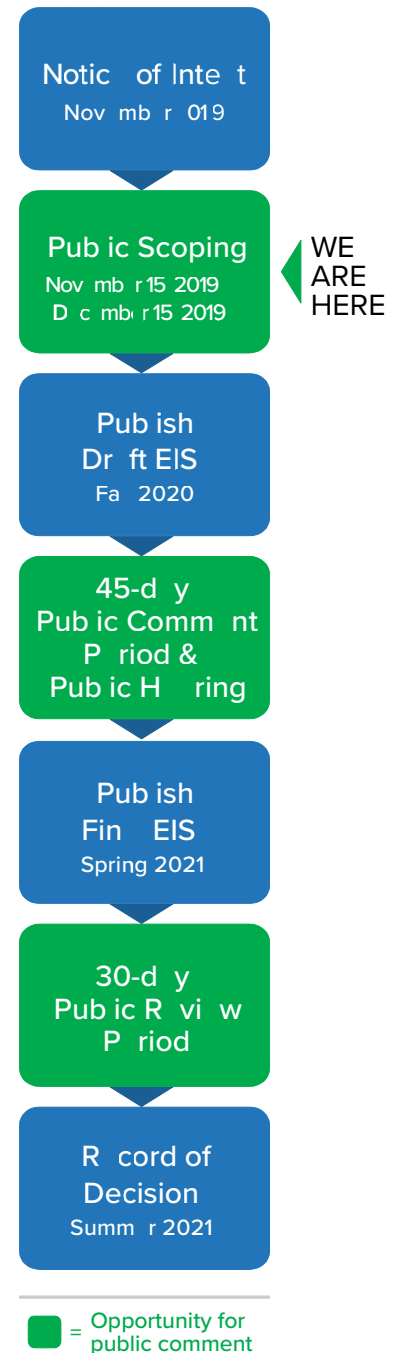 Notic of Inte t
Nov mb r 019
Pub ic Scoping
Nov mb r 15 2019
D c mb r 15 2019
WE
ARE
HERE
Pub ish
Dr ft EIS
Fa 2020
45-d y
Pub ic Comm nt
P riod &
Pub ic H ring
Pub ish
Fin EIS
Spring 2021
30-d y
Pub ic R vi w
P riod
R cord of
Decision
Summ r 2021
= Opportunity for
public comment